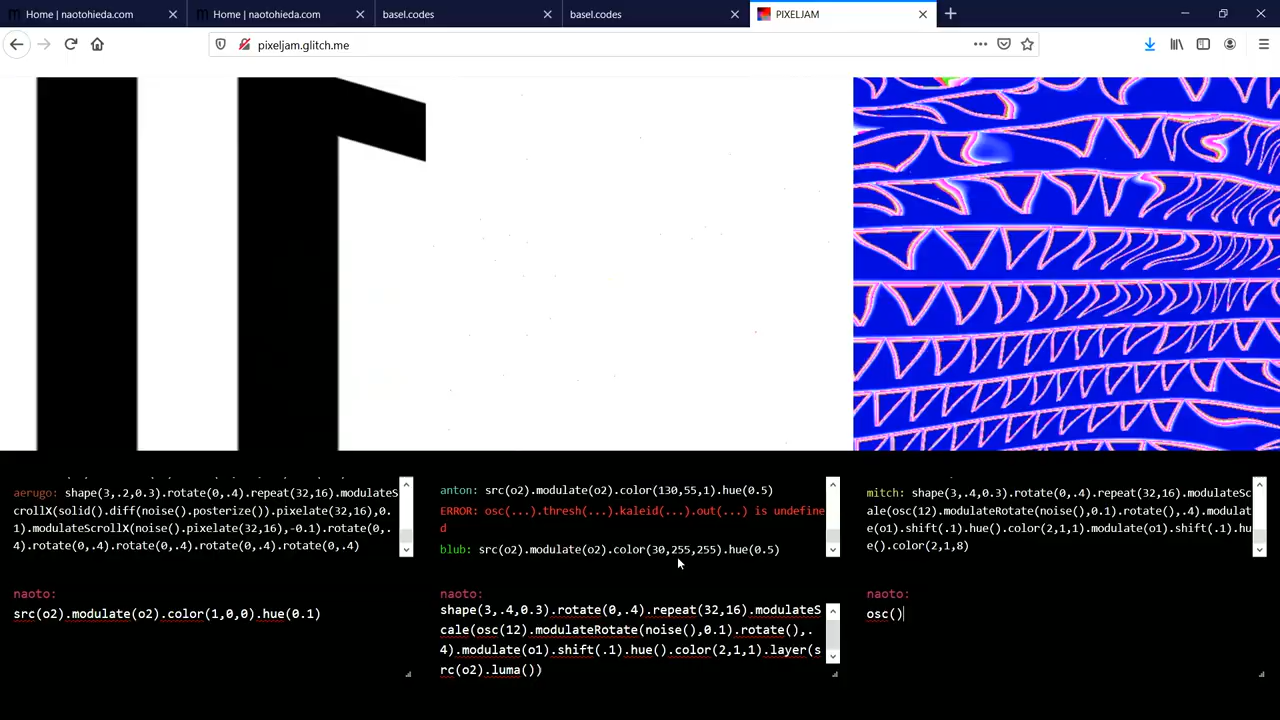 Home | naotohieda.com
Home | naotohieda.com
basel.codes
basel.codes
PIXELJAM
pixeljam.glitch.me
aerugo: shape(3,.2,0.3).rotate(0,.4).repeat(32,16).modulateS
crollX(solid().diff(noise().posterize()).pixelate(32,16),0.
1).modulateScrollX(noise().pixelate(32,16),-0.1).rotate(0,.
4).rotate(0,.4).rotate(0,.4).rotate(0,.4)
naoto:
src(o2).modulate(o2).color(1,0,0).hue(0.1)
anton: src(o2).modulate(o2).color(130,55,1).hue(0.5)
ERROR: osc(...).thresh(...).kaleid(...).out(...) is undefine
d
blub: src(o2).modulate(o2).color(30,255,255).hue(0.5)
naoto:
shape(3,.4,0.3).rotate(0,.4).repeat(32,16).modulateS
cale(osc(12).modulateRotate(noise(),0.1).rotate(),.
4).modulate(o1).shift(.1).hue().color(2,1,1).layer(s
rc(o2).luma())
mitch: shape(3,.4,0.3).rotate(0,.4).repeat(32,16).modulateSc
ale(osc(12).modulateRotate(noise(),0.1).rotate(),.4).modulat
e(o1).shift(.1).hue().color(2,1,1).modulate(o1).shift(.1).hu
e().color(2,1,8)
naoto:
osc()